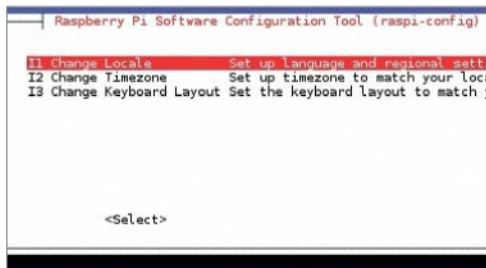 Raspberry Pi Software Configuration Tool (raspi-config)
I1 Change Locale Set up language and regional sett
I2 Change Timezone Set up timezone to match your loca
I3 Change Keyboard Layout Set the keyboard layout to match
<Select>